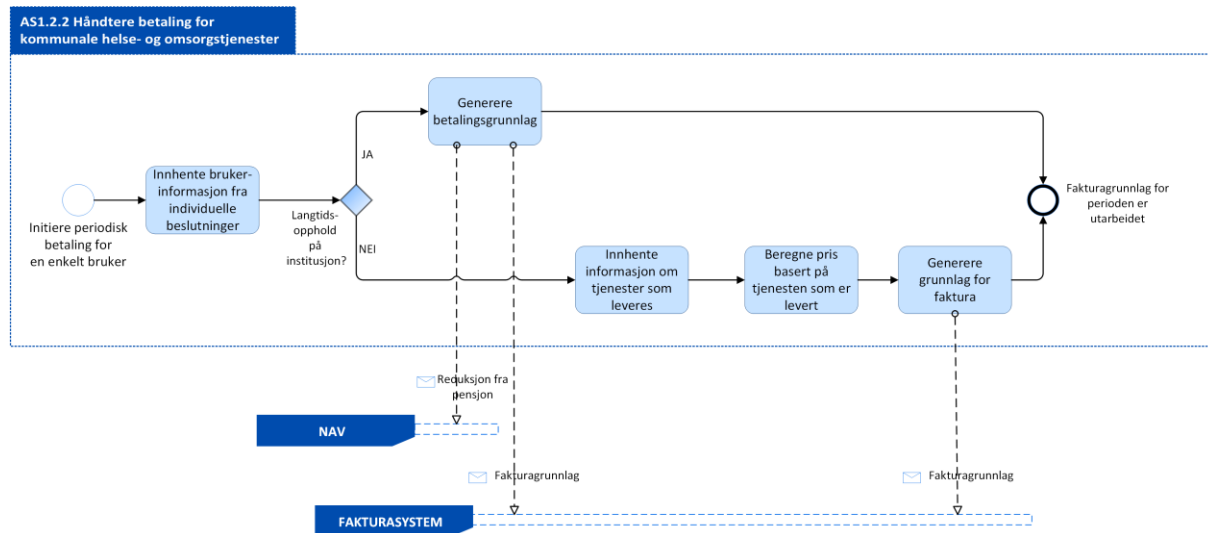 AS1.2.2 Håndtere betaling for
kommunale helse- og omsorgstjenester
Generere
betalingsgrunnlag
JA
Innhente bruker-
informasjon fra
individuelle
beslutninger
Initiere periodisk
betaling for
en enkelt bruker
Langtids-
opphold
på
institusjon?
NEI
Fakturagrunnlag for
perioden er
utarbeidet
Innhente
informasjon om
tjenester som
leveres
Beregne pris
basert på
tjenesten som er
levert
Generere
grunnlag for
faktura
Reduksjon fra
pensjon
NAV
Fakturagrunnlag
Fakturagrunnlag
FAKTURASYSTEM